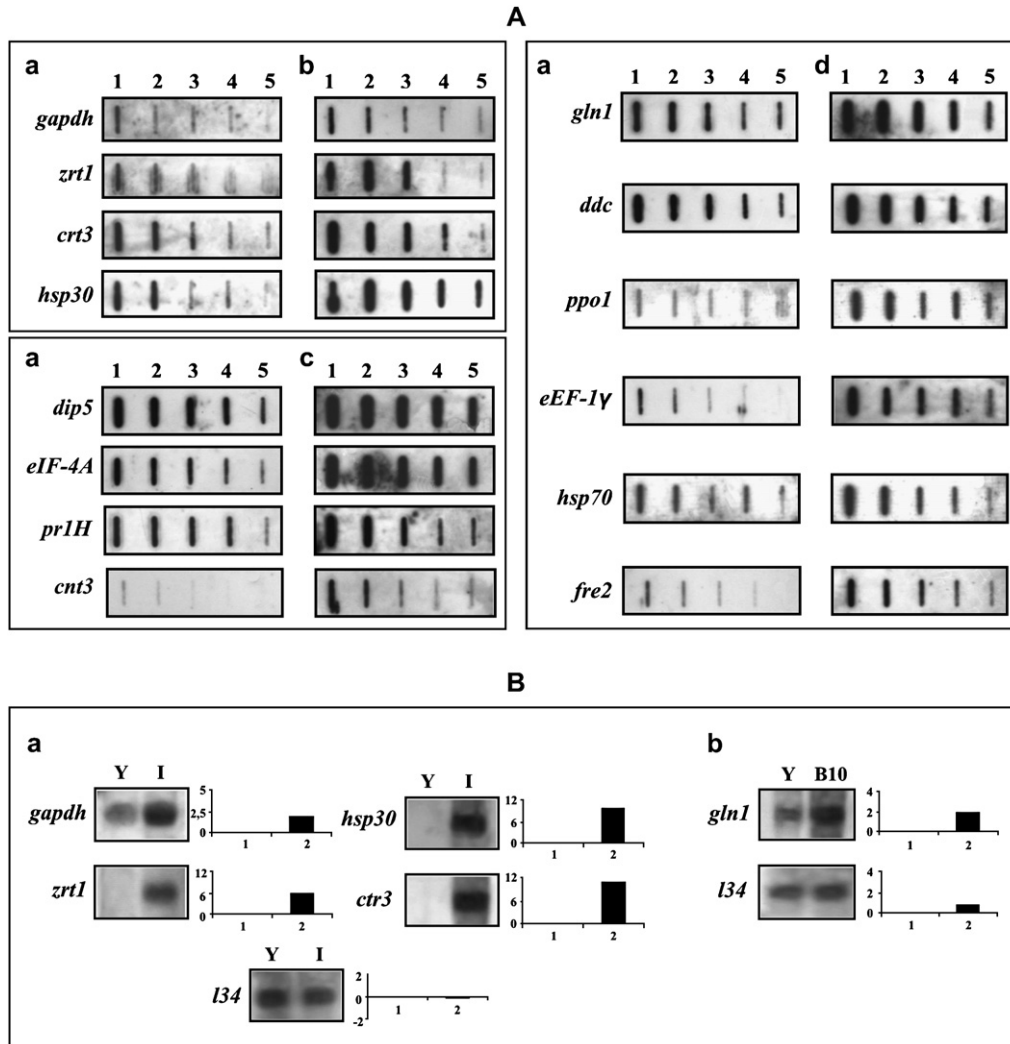 A
a
b
1 2 3 4 5
1 2 3 4 5
gapdh
zrt1
crt3
hsp30
a
c
1 2 3 4 5
1 2 3 4 5
dip5
eIF-4A
pr1H
cnt3
a
d
1 2 3 4 5
1 2 3 4 5
gln1
ddc
ppo1
eEF-1γ
hsp70
fre2
B
a
Y I
gapdh
5
2,5
0
1 2
zrt1
12
6
0
1 2
Y I
hsp30
12
6
0
1 2
ctr3
12
6
0
1 2
Y I
l34
2
0
-2
1 2
b
Y B10
gln1
4
2
0
1 2
l34
4
2
0
1 2